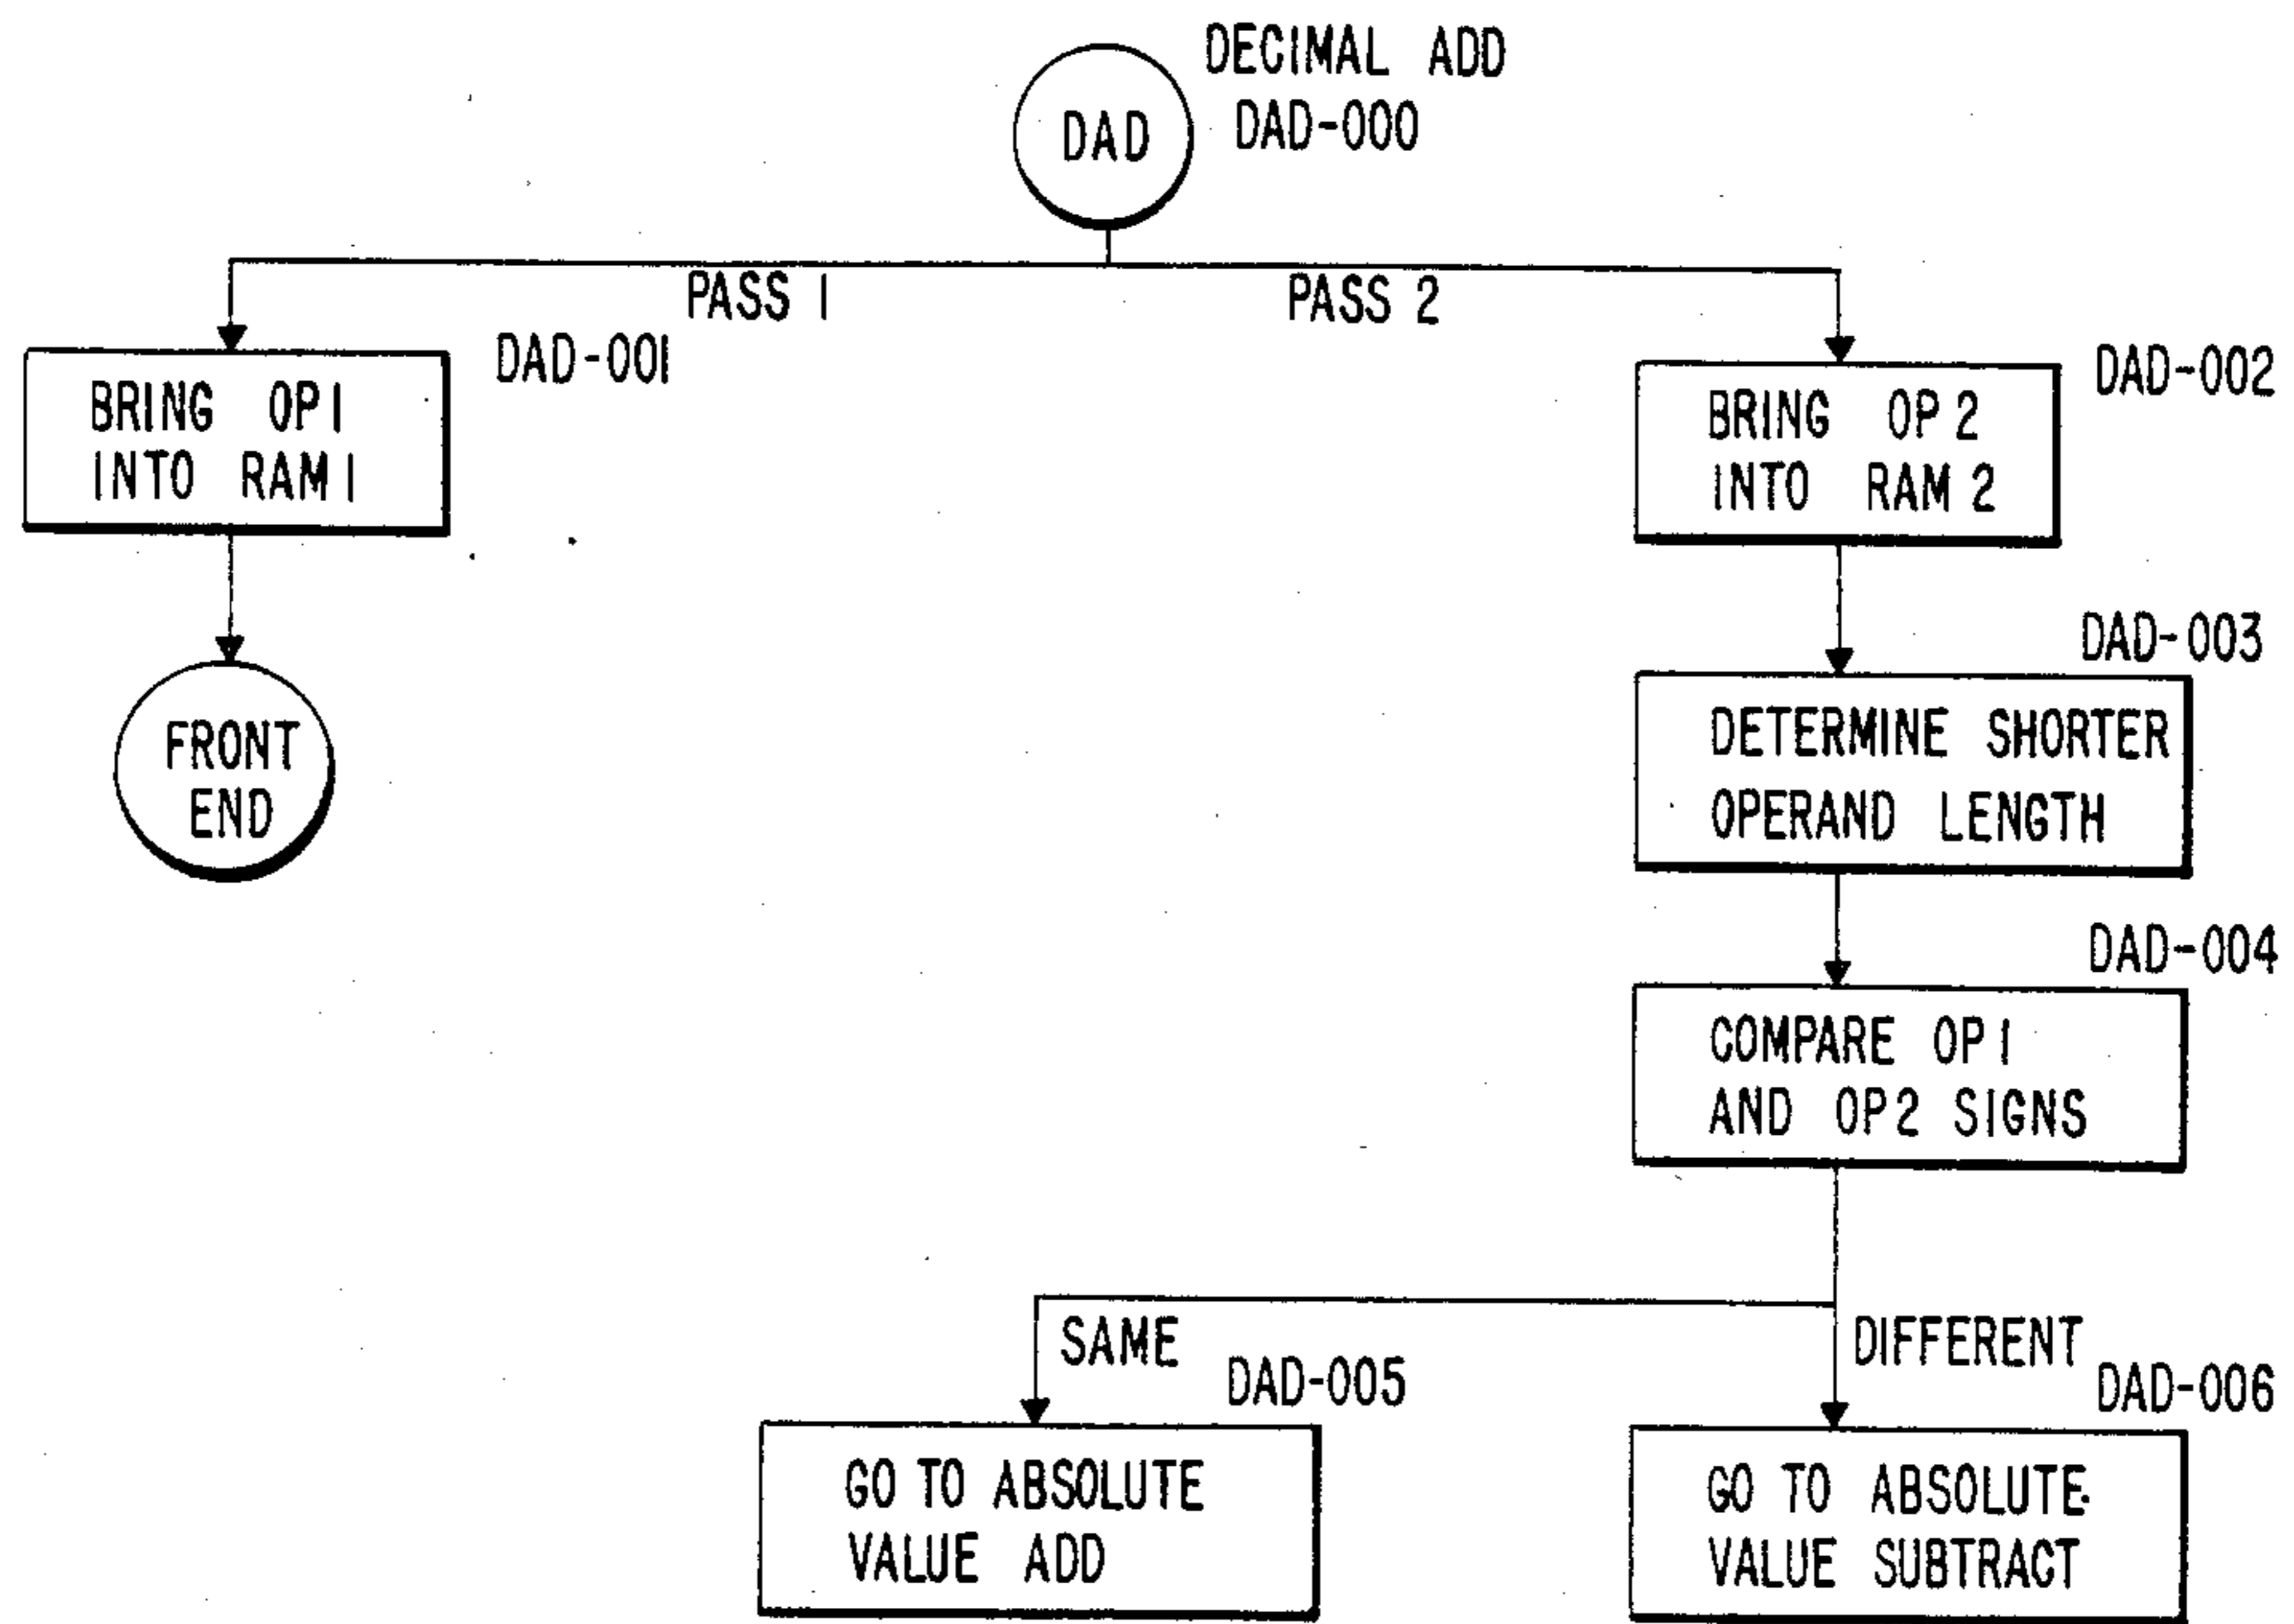 DECIMAL ADD
DAD-000
DAD
PASS 1
PASS 2
DAD-001
BRING OP1
INTO RAM1
FRONT
END
DAD-002
BRING OP2
INTO RAM 2
DAD-003
DETERMINE SHORTER
OPERAND LENGTH
DAD-004
COMPARE OP1
AND OP2 SIGNS
SAME
DIFFERENT
DAD-005
GO TO ABSOLUTE
VALUE ADD
DAD-006
GO TO ABSOLUTE
VALUE SUBTRACT